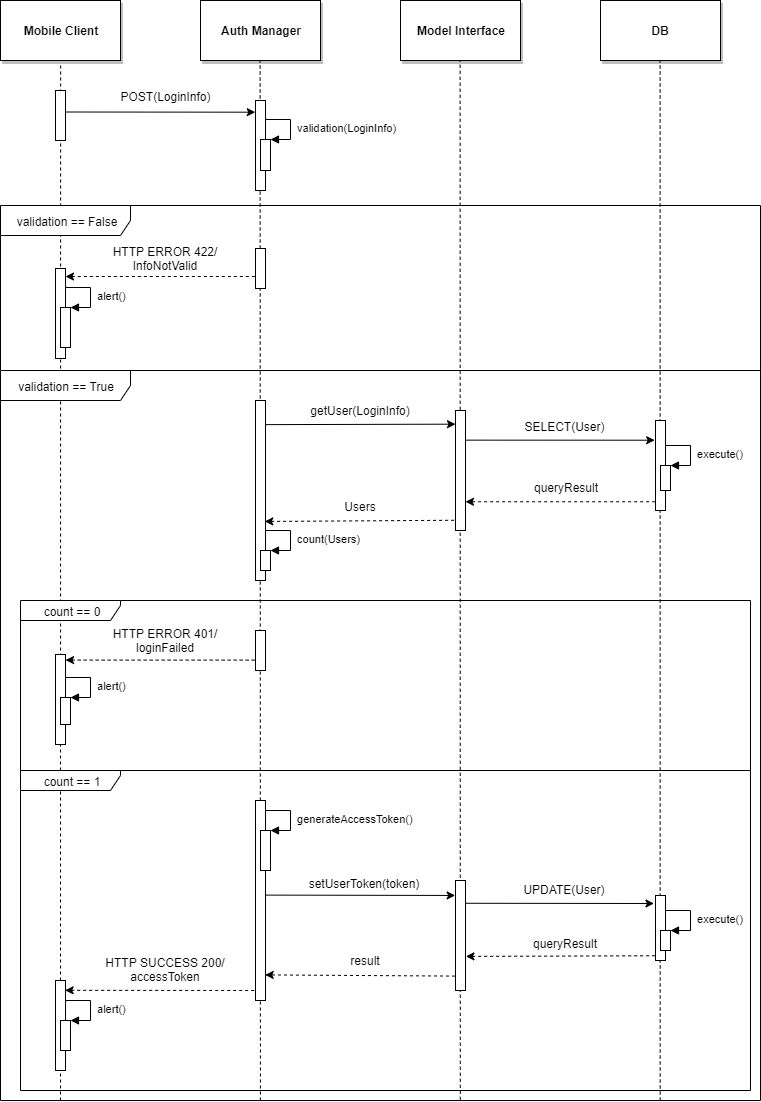 Mobile Client
Auth Manager
Model Interface
DB
POST(LoginInfo)
validation(LoginInfo)
validation == False
HTTP ERROR 422/
InfoNotValid
alert()
validation == True
getUser(LoginInfo)
SELECT(User)
execute()
queryResult
Users
count(Users)
count == 0
HTTP ERROR 401/
loginFailed
alert()
count == 1
generateAccessToken()
setUserToken(token)
UPDATE(User)
execute()
queryResult
result
HTTP SUCCESS 200/
accessToken
alert()